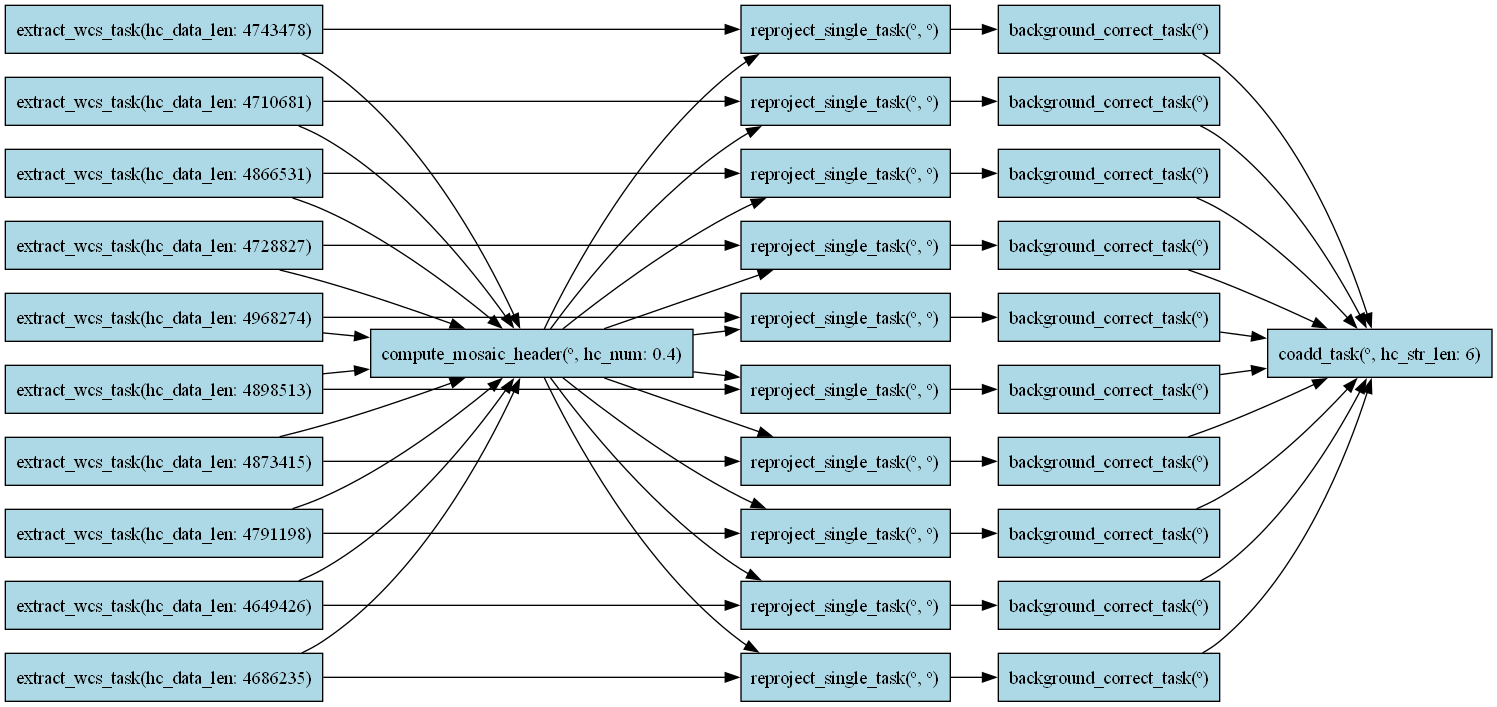 extract_wcs_task(hc_data_len: 4743478)
reproject_single_task(°, °)
background_correct_task(°)
extract_wcs_task(hc_data_len: 4710681)
reproject_single_task(°, °)
background_correct_task(°)
extract_wcs_task(hc_data_len: 4866531)
reproject_single_task(°, °)
background_correct_task(°)
extract_wcs_task(hc_data_len: 4728827)
reproject_single_task(°, °)
background_correct_task(°)
extract_wcs_task(hc_data_len: 4968274)
reproject_single_task(°, °)
background_correct_task(°)
compute_mosaic_header(°, hc_num: 0.4)
coadd_task(°, hc_str_len: 6)
extract_wcs_task(hc_data_len: 4898513)
reproject_single_task(°, °)
background_correct_task(°)
extract_wcs_task(hc_data_len: 4873415)
reproject_single_task(°, °)
background_correct_task(°)
extract_wcs_task(hc_data_len: 4791198)
reproject_single_task(°, °)
background_correct_task(°)
extract_wcs_task(hc_data_len: 4649426)
reproject_single_task(°, °)
background_correct_task(°)
extract_wcs_task(hc_data_len: 4686235)
reproject_single_task(°, °)
background_correct_task(°)